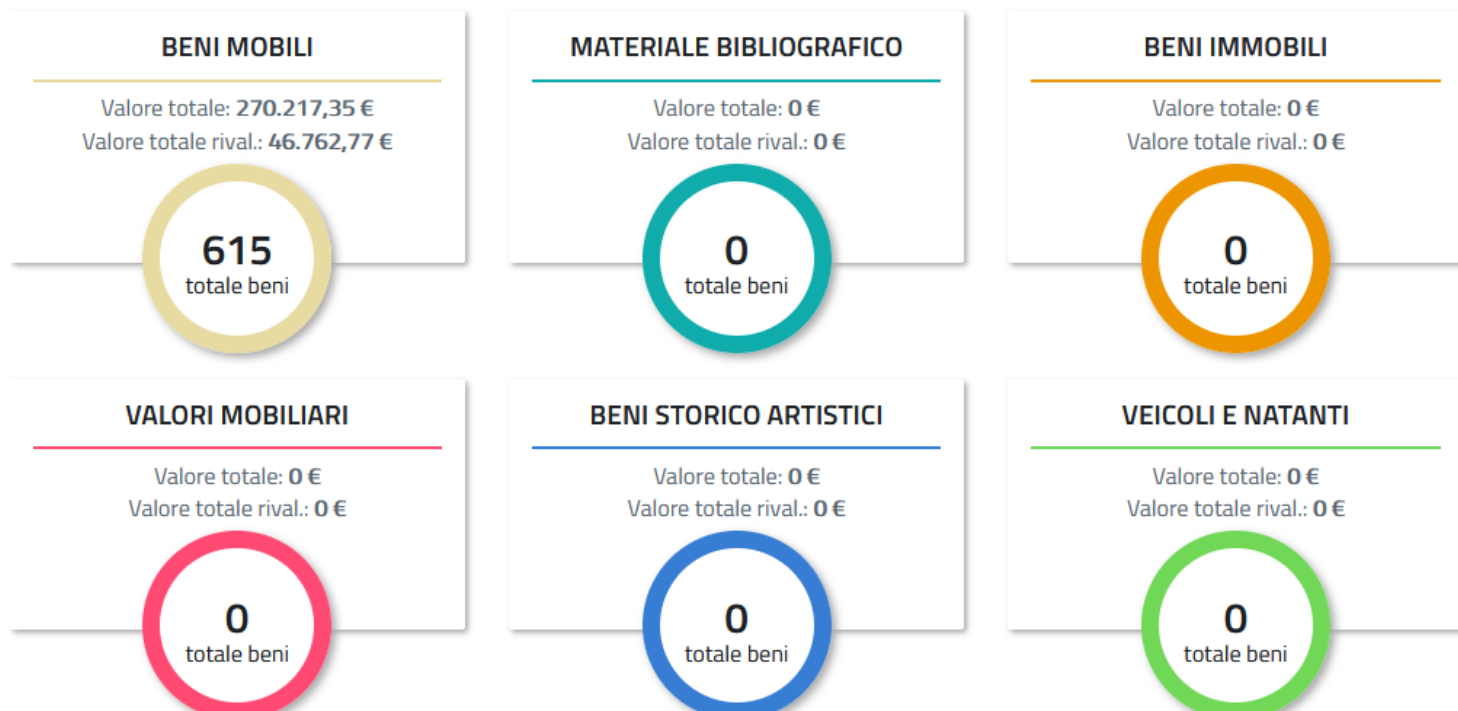 BENI MOBILI
Valore totale: 270.217,35 €
Valore totale rival.: 46.762,77 €
615
totale beni
MATERIALE BIBLIOGRAFICO
Valore totale: 0 €
Valore totale rival.: 0 €
0
totale beni
BENI IMMOBILI
Valore totale: 0 €
Valore totale rival.: 0 €
0
totale beni
VALORI MOBILIARI
Valore totale: 0 €
Valore totale rival.: 0 €
0
totale beni
BENI STORICO ARTISTICI
Valore totale: 0 €
Valore totale rival.: 0 €
0
totale beni
VEICOLI E NATANTI
Valore totale: 0 €
Valore totale rival.: 0 €
0
totale beni